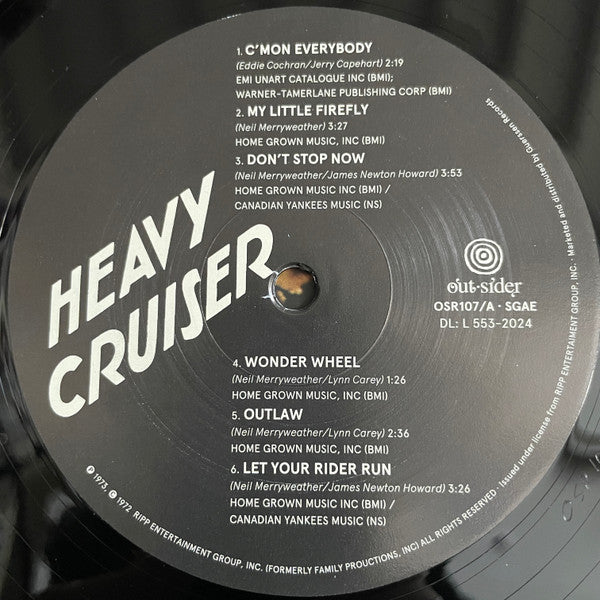 HEAVY
CRUISER
1. C'MON EVERYBODY
(Eddie Cochran/Jerry Capehart) 2:19
EMI UNART CATALOGUE INC (BMI);
WARNER-TAMERLANE PUBLISHING CORP (BMI)
2. MY LITTLE FIREFLY
(Neil Merryweather) 3:27
HOME GROWN MUSIC, INC (BMI)
3. DON'T STOP NOW
(Neil Merryweather/James Newton Howard) 3:53
HOME GROWN MUSIC INC (BMI) /
CANADIAN YANKEES MUSIC (NS)
out·sider
OSR107/A · SGAE
DL: L 553-2024
4. WONDER WHEEL
(Neil Merryweather/Lynn Carey) 1:26
HOME GROWN MUSIC, INC (BMI)
5. OUTLAW
(Neil Merryweather/Lynn Carey) 2:36
HOME GROWN MUSIC, INC (BMI)
6. LET YOUR RIDER RUN
(Neil Merryweather/James Newton Howard) 3:26
HOME GROWN MUSIC INC (BMI) /
CANADIAN YANKEES MUSIC (NS)
℗ 1973, © 1972 RIPP ENTERTAINMENT GROUP, INC. (FORMERLY FAMILY PROUCTIONS, INC) ALL RIGHTS RESERVED · Issued under license from RIPP ENTERTAIMENT GROUP, INC. · Marketed and distributed by Guerssen Records